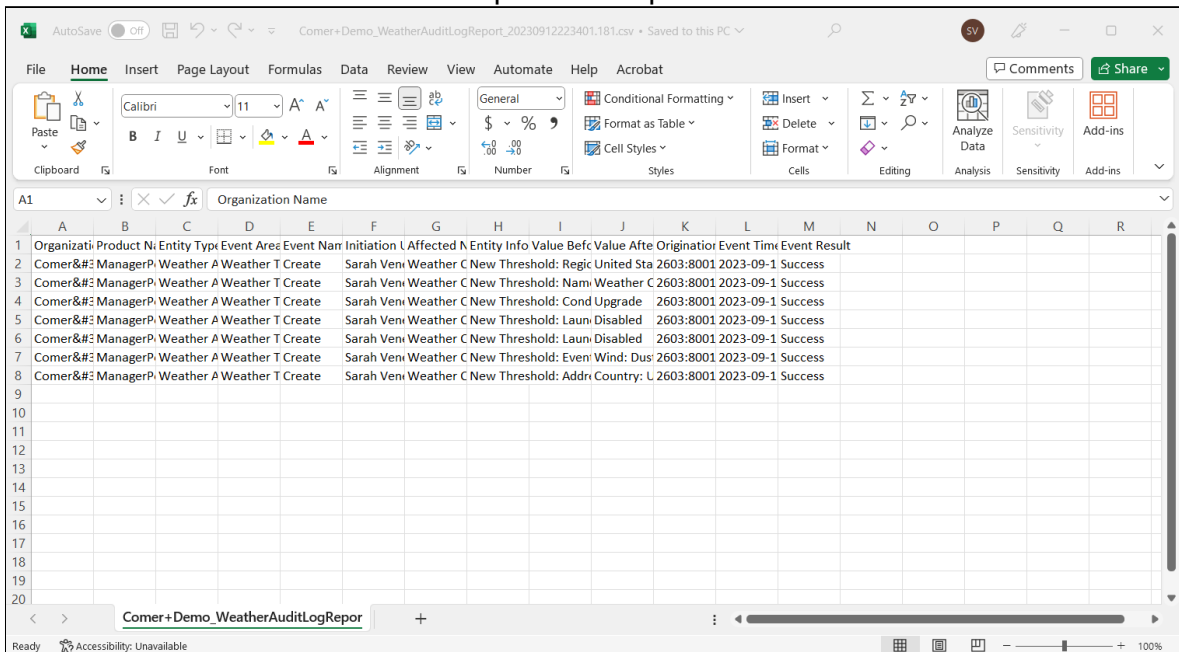 AutoSave Off Comer+Demo_WeatherAuditLogReport_20230912223401.181.csv • Saved to this PC SV
File Home Insert Page Layout Formulas Data Review View Automate Help Acrobat Comments Share
Paste Calibri 11 A^ A˅ B I U A ab General $ % 9 Conditional Formatting Format as Table Cell Styles Insert Delete Format Analyze Data Sensitivity Add-ins
Clipboard Font Alignment Number Styles Cells Editing Analysis Sensitivity Add-ins
A1 fx Organization Name
A B C D E F G H I J K L M N O P Q R
1 Organizati Product Na Entity Type Event Area Event Nam Initiation U Affected N Entity Info Value Befo Value Afte Origination Event Time Event Result
2 Comer&#3 ManagerP Weather A Weather T Create Sarah Ven Weather C New Threshold: Regio United Sta 2603:8001 2023-09-1 Success
3 Comer&#3 ManagerP Weather A Weather T Create Sarah Ven Weather C New Threshold: Name Weather C 2603:8001 2023-09-1 Success
4 Comer&#3 ManagerP Weather A Weather T Create Sarah Ven Weather C New Threshold: Cond Upgrade 2603:8001 2023-09-1 Success
5 Comer&#3 ManagerP Weather A Weather T Create Sarah Ven Weather C New Threshold: Laun Disabled 2603:8001 2023-09-1 Success
6 Comer&#3 ManagerP Weather A Weather T Create Sarah Ven Weather C New Threshold: Laun Disabled 2603:8001 2023-09-1 Success
7 Comer&#3 ManagerP Weather A Weather T Create Sarah Ven Weather C New Threshold: Event Wind: Dus 2603:8001 2023-09-1 Success
8 Comer&#3 ManagerP Weather A Weather T Create Sarah Ven Weather C New Threshold: Addre Country: U 2603:8001 2023-09-1 Success
9
10
11
12
13
14
15
16
17
18
19
20
Comer+Demo_WeatherAuditLogRepor +
Ready Accessibility: Unavailable 100%